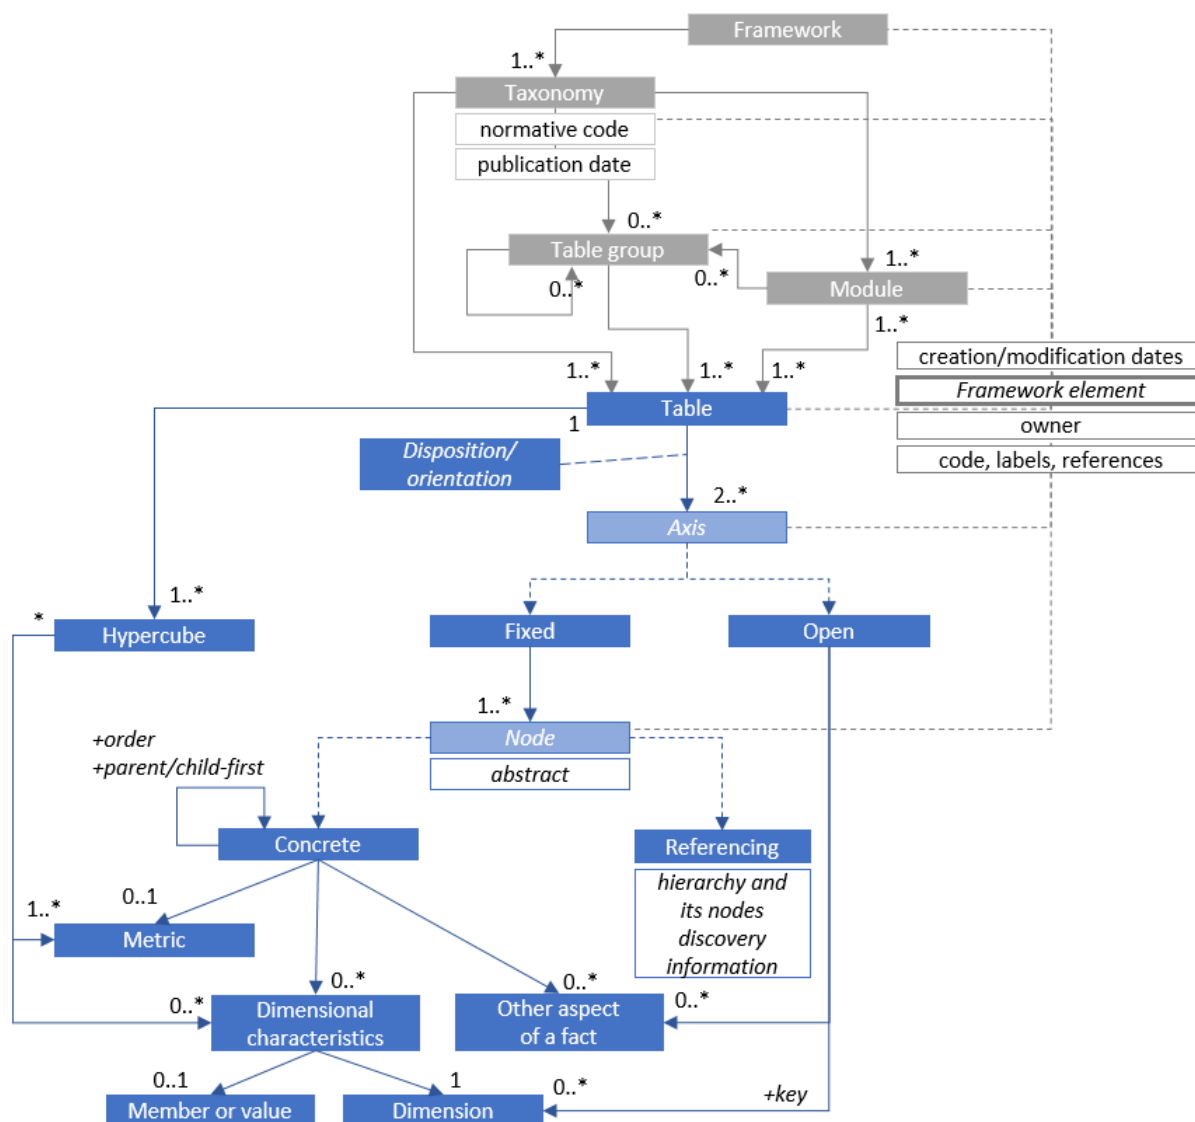 Framework
1..*
Taxonomy
normative code
publication date
0..*
Table group
0..*
0..*
1..*
Module
1..*
creation/modification dates
Framework element
owner
code, labels, references
1..*
1..*
1..*
Table
1
Disposition/
orientation
2..*
Axis
1..*
*
Hypercube
Fixed
Open
1..*
Node
abstract
+order
+parent/child-first
Concrete
Referencing
hierarchy and
its nodes
discovery
information
0..1
1..*
Metric
0..*
0..*
0..*
0..*
Dimensional
characteristics
Other aspect
of a fact
0..1
1
0..*
+key
Member or value
Dimension